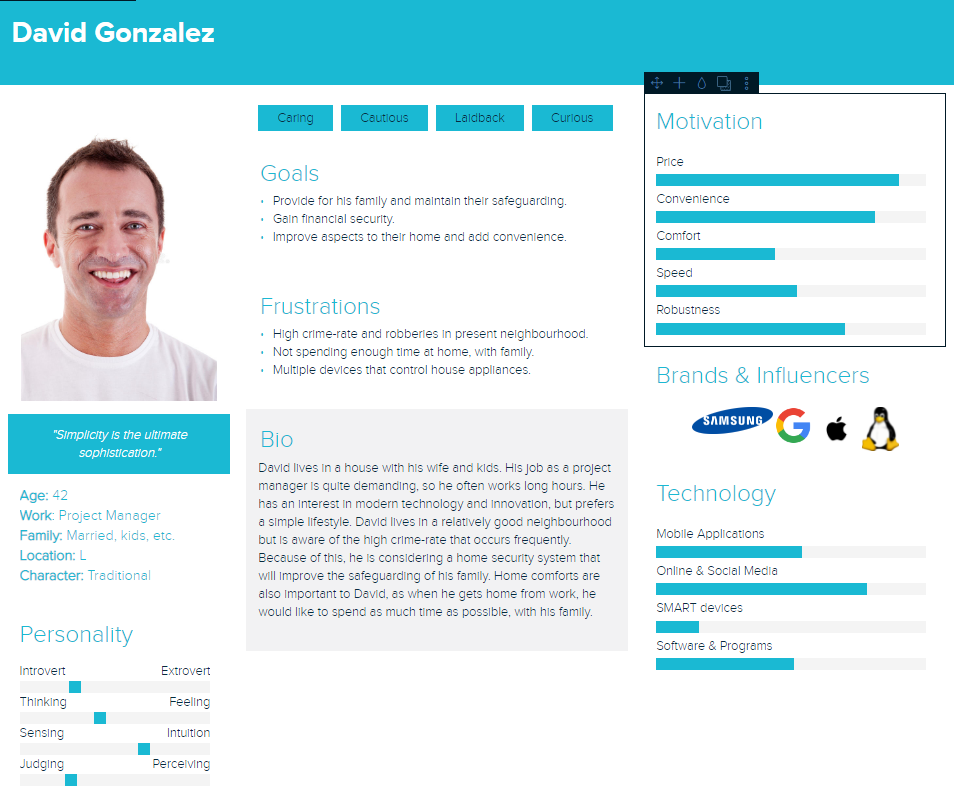 David Gonzalez
Caring
Cautious
Laidback
Curious
Goals
Provide for his family and maintain their safeguarding.
Gain financial security.
Improve aspects to their home and add convenience.
Frustrations
High crime-rate and robberies in present neighbourhood.
Not spending enough time at home, with family.
Multiple devices that control house appliances.
"Simplicity is the ultimate
sophistication."
Age: 42
Work: Project Manager
Family: Married, kids, etc.
Location: L
Character: Traditional
Personality
Introvert Extrovert
Thinking Feeling
Sensing Intuition
Judging Perceiving
Bio
David lives in a house with his wife and kids. His job as a project
manager is quite demanding, so he often works long hours. He
has an interest in modern technology and innovation, but prefers
a simple lifestyle. David lives in a relatively good neighbourhood
but is aware of the high crime-rate that occurs frequently.
Because of this, he is considering a home security system that
will improve the safeguarding of his family. Home comforts are
also important to David, as when he gets home from work, he
would like to spend as much time as possible, with his family.
Motivation
Price
Convenience
Comfort
Speed
Robustness
Brands & Influencers
SAMSUNG
Technology
Mobile Applications
Online & Social Media
SMART devices
Software & Programs